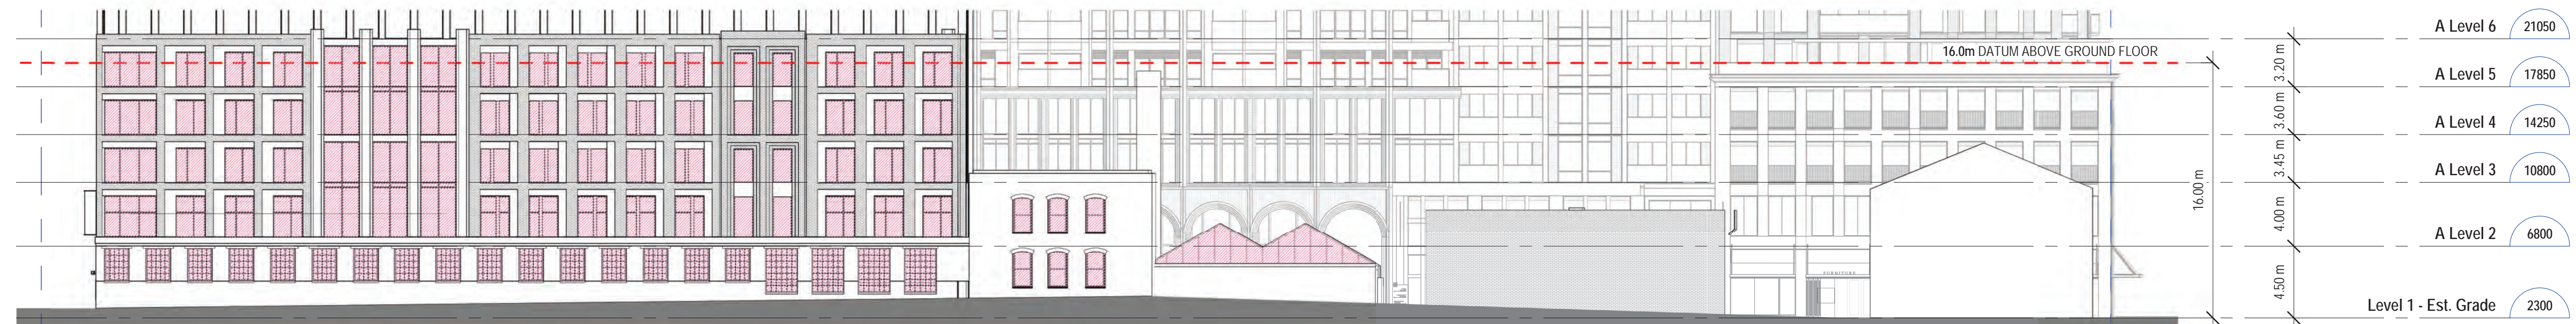 A Level 6 21050
16.0m DATUM ABOVE GROUND FLOOR
3.20 m
A Level 5 17850
3.60 m
A Level 4 14250
3.45 m
A Level 3 10800
16.00 m
4.00 m
A Level 2 6800
FURNITURE
4.50 m
Level 1 - Est. Grade 2300